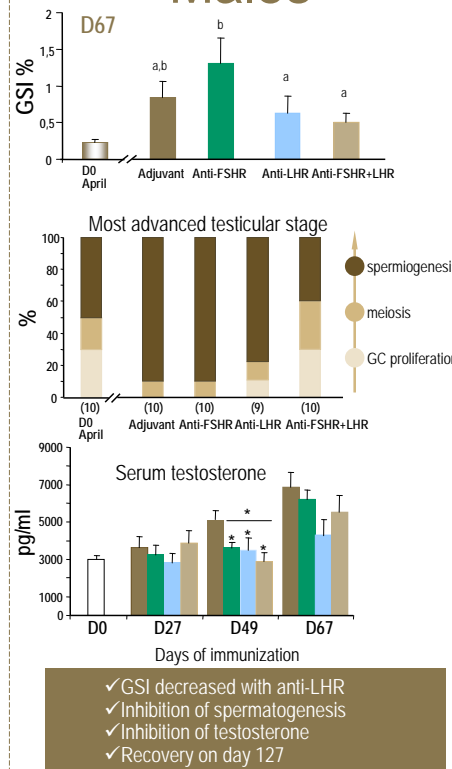 Males
D67
GSI %
2
1,5
1
0,5
0
b
a,b
a
a
D0
April
Adjuvant Anti-FSHR Anti-LHR Anti-FSHR+LHR
Most advanced testicular stage
%
100
80
60
40
20
0
spermiogenesi
meiosis
GC proliferation
(10) (10) (10) (9) (10)
D0
April
Adjuvant Anti-FSHR Anti-LHR Anti-FSHR+LHR
Serum testosterone
pg/ml
9000
7000
5000
3000
1000
0
*
* * *
D0 D27 D49 D67
Days of immunization
✓GSI decreased with anti-LHR
✓Inhibition of spermatogenesis
✓Inhibition of testosterone
✓Recovery on day 127